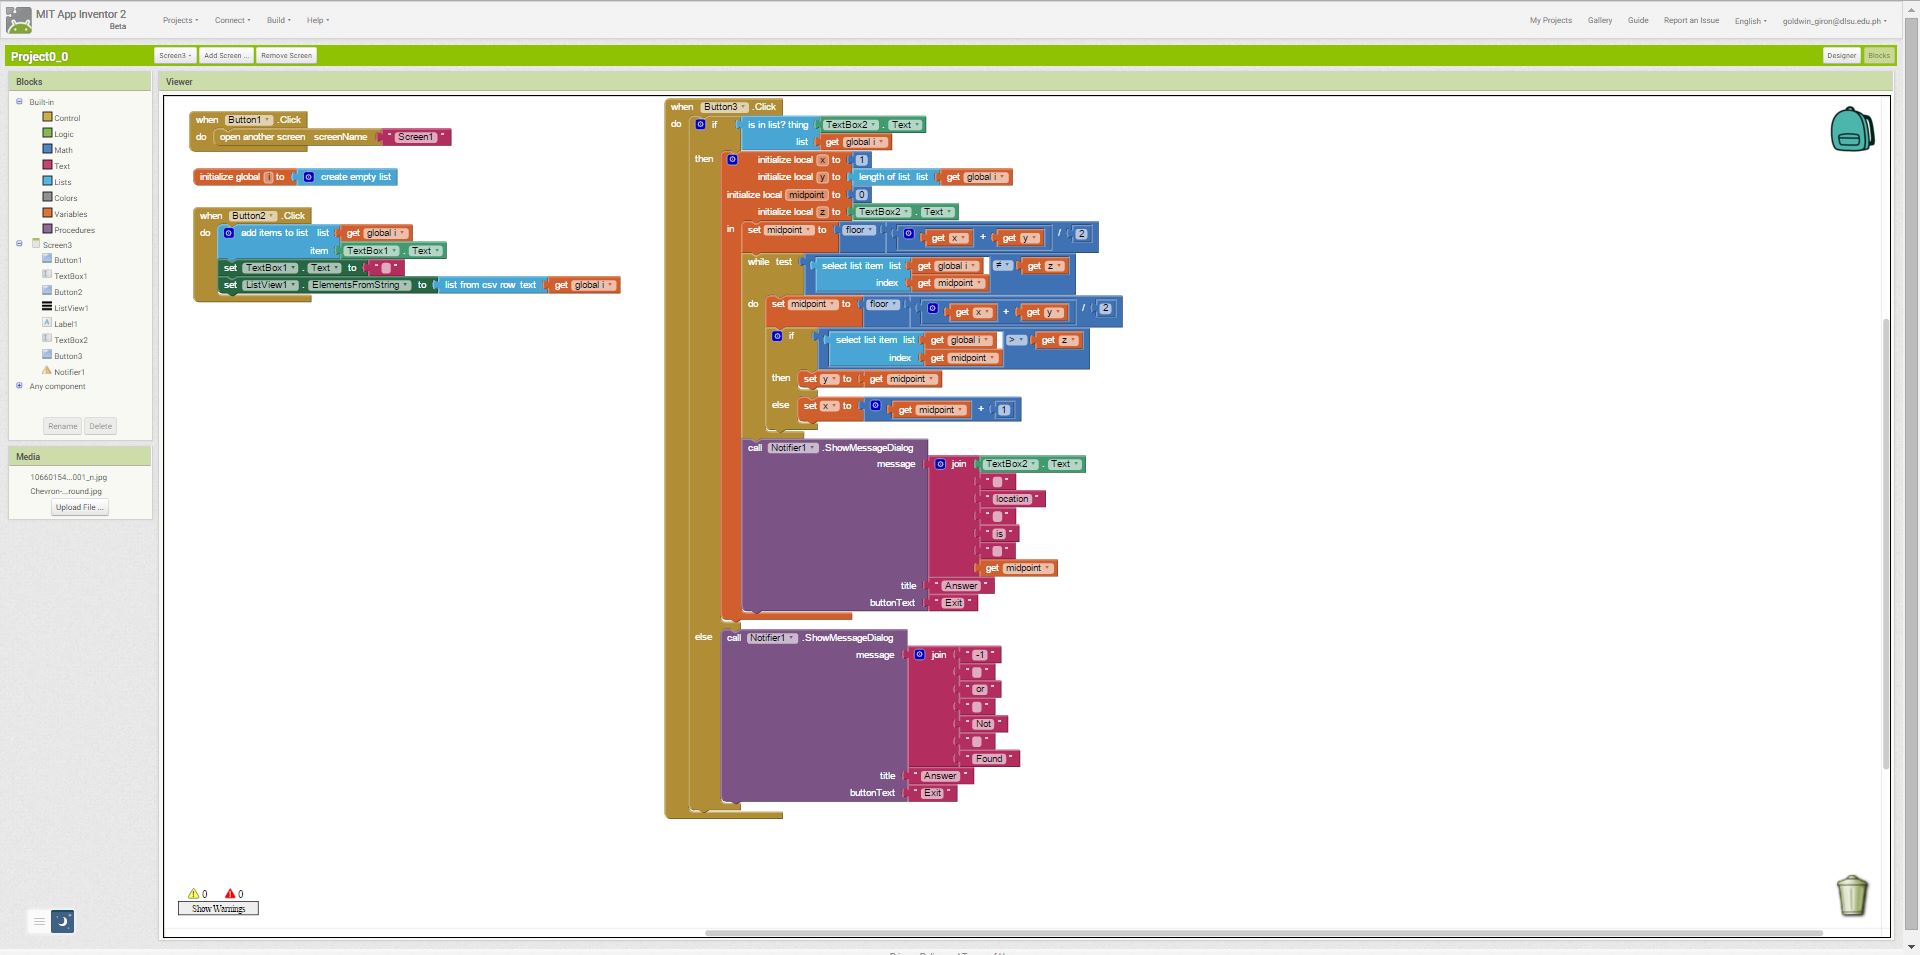 MIT App Inventor 2
Beta
Projects Connect Build Help
My Projects Gallery Guide Report an Issue English goldwin_giron@dlsu.edu.ph
Project0_0
Screen3 Add Screen ... Remove Screen
Designer Blocks
Blocks
Built-in
Control
Logic
Math
Text
Lists
Colors
Variables
Procedures
Screen3
Button1
TextBox1
Button2
ListView1
Label1
TextBox2
Button3
Notifier1
Any component
Rename Delete
Media
10660154...001_n.jpg
Chevron-...round.jpg
Upload File ...
Viewer
when Button1 .Click
do open another screen screenName " Screen1 "
initialize global i to create empty list
when Button2 .Click
do add items to list list get global i
item TextBox1 . Text
set TextBox1 . Text to " "
set ListView1 . ElementsFromString to list from csv row text get global i
when Button3 .Click
do if is in list? thing TextBox2 . Text
list get global i
then initialize local x to 1
initialize local y to length of list list get global i
initialize local midpoint to 0
initialize local z to TextBox2 . Text
in set midpoint to floor get x + get y / 2
while test select list item list get global i ≠ get z
index get midpoint
do set midpoint to floor get x + get y / 2
if select list item list get global i > get z
index get midpoint
then set y to get midpoint
else set x to get midpoint + 1
call Notifier1 .ShowMessageDialog
message join TextBox2 . Text
" "
" location "
" "
" is "
" "
get midpoint
title " Answer "
buttonText " Exit "
else call Notifier1 .ShowMessageDialog
message join " -1 "
" "
" or "
" "
" Not "
" "
" Found "
title " Answer "
buttonText " Exit "
0 0
Show Warnings